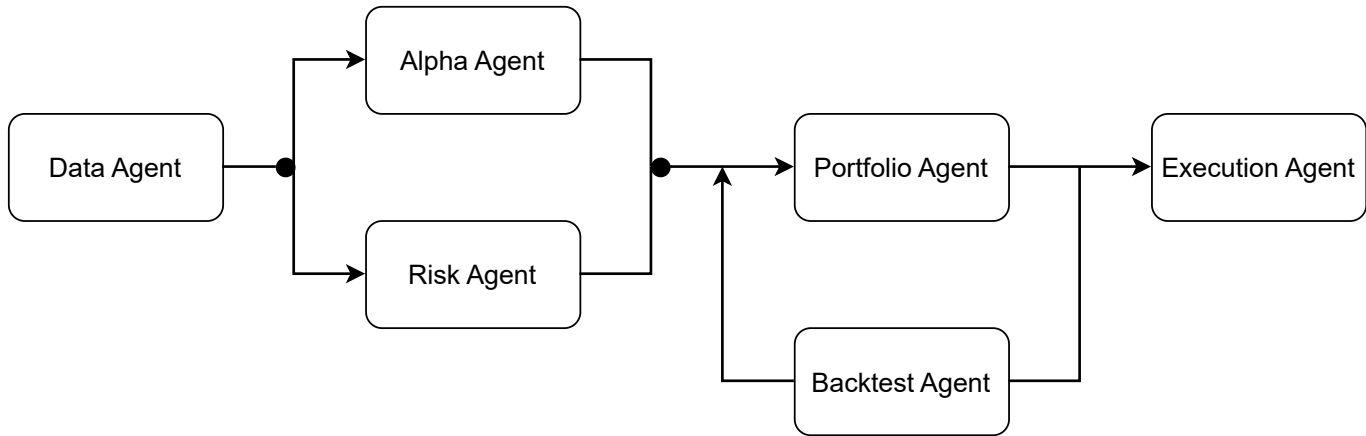 Data Agent
Alpha Agent
Risk Agent
Portfolio Agent
Backtest Agent
Execution Agent